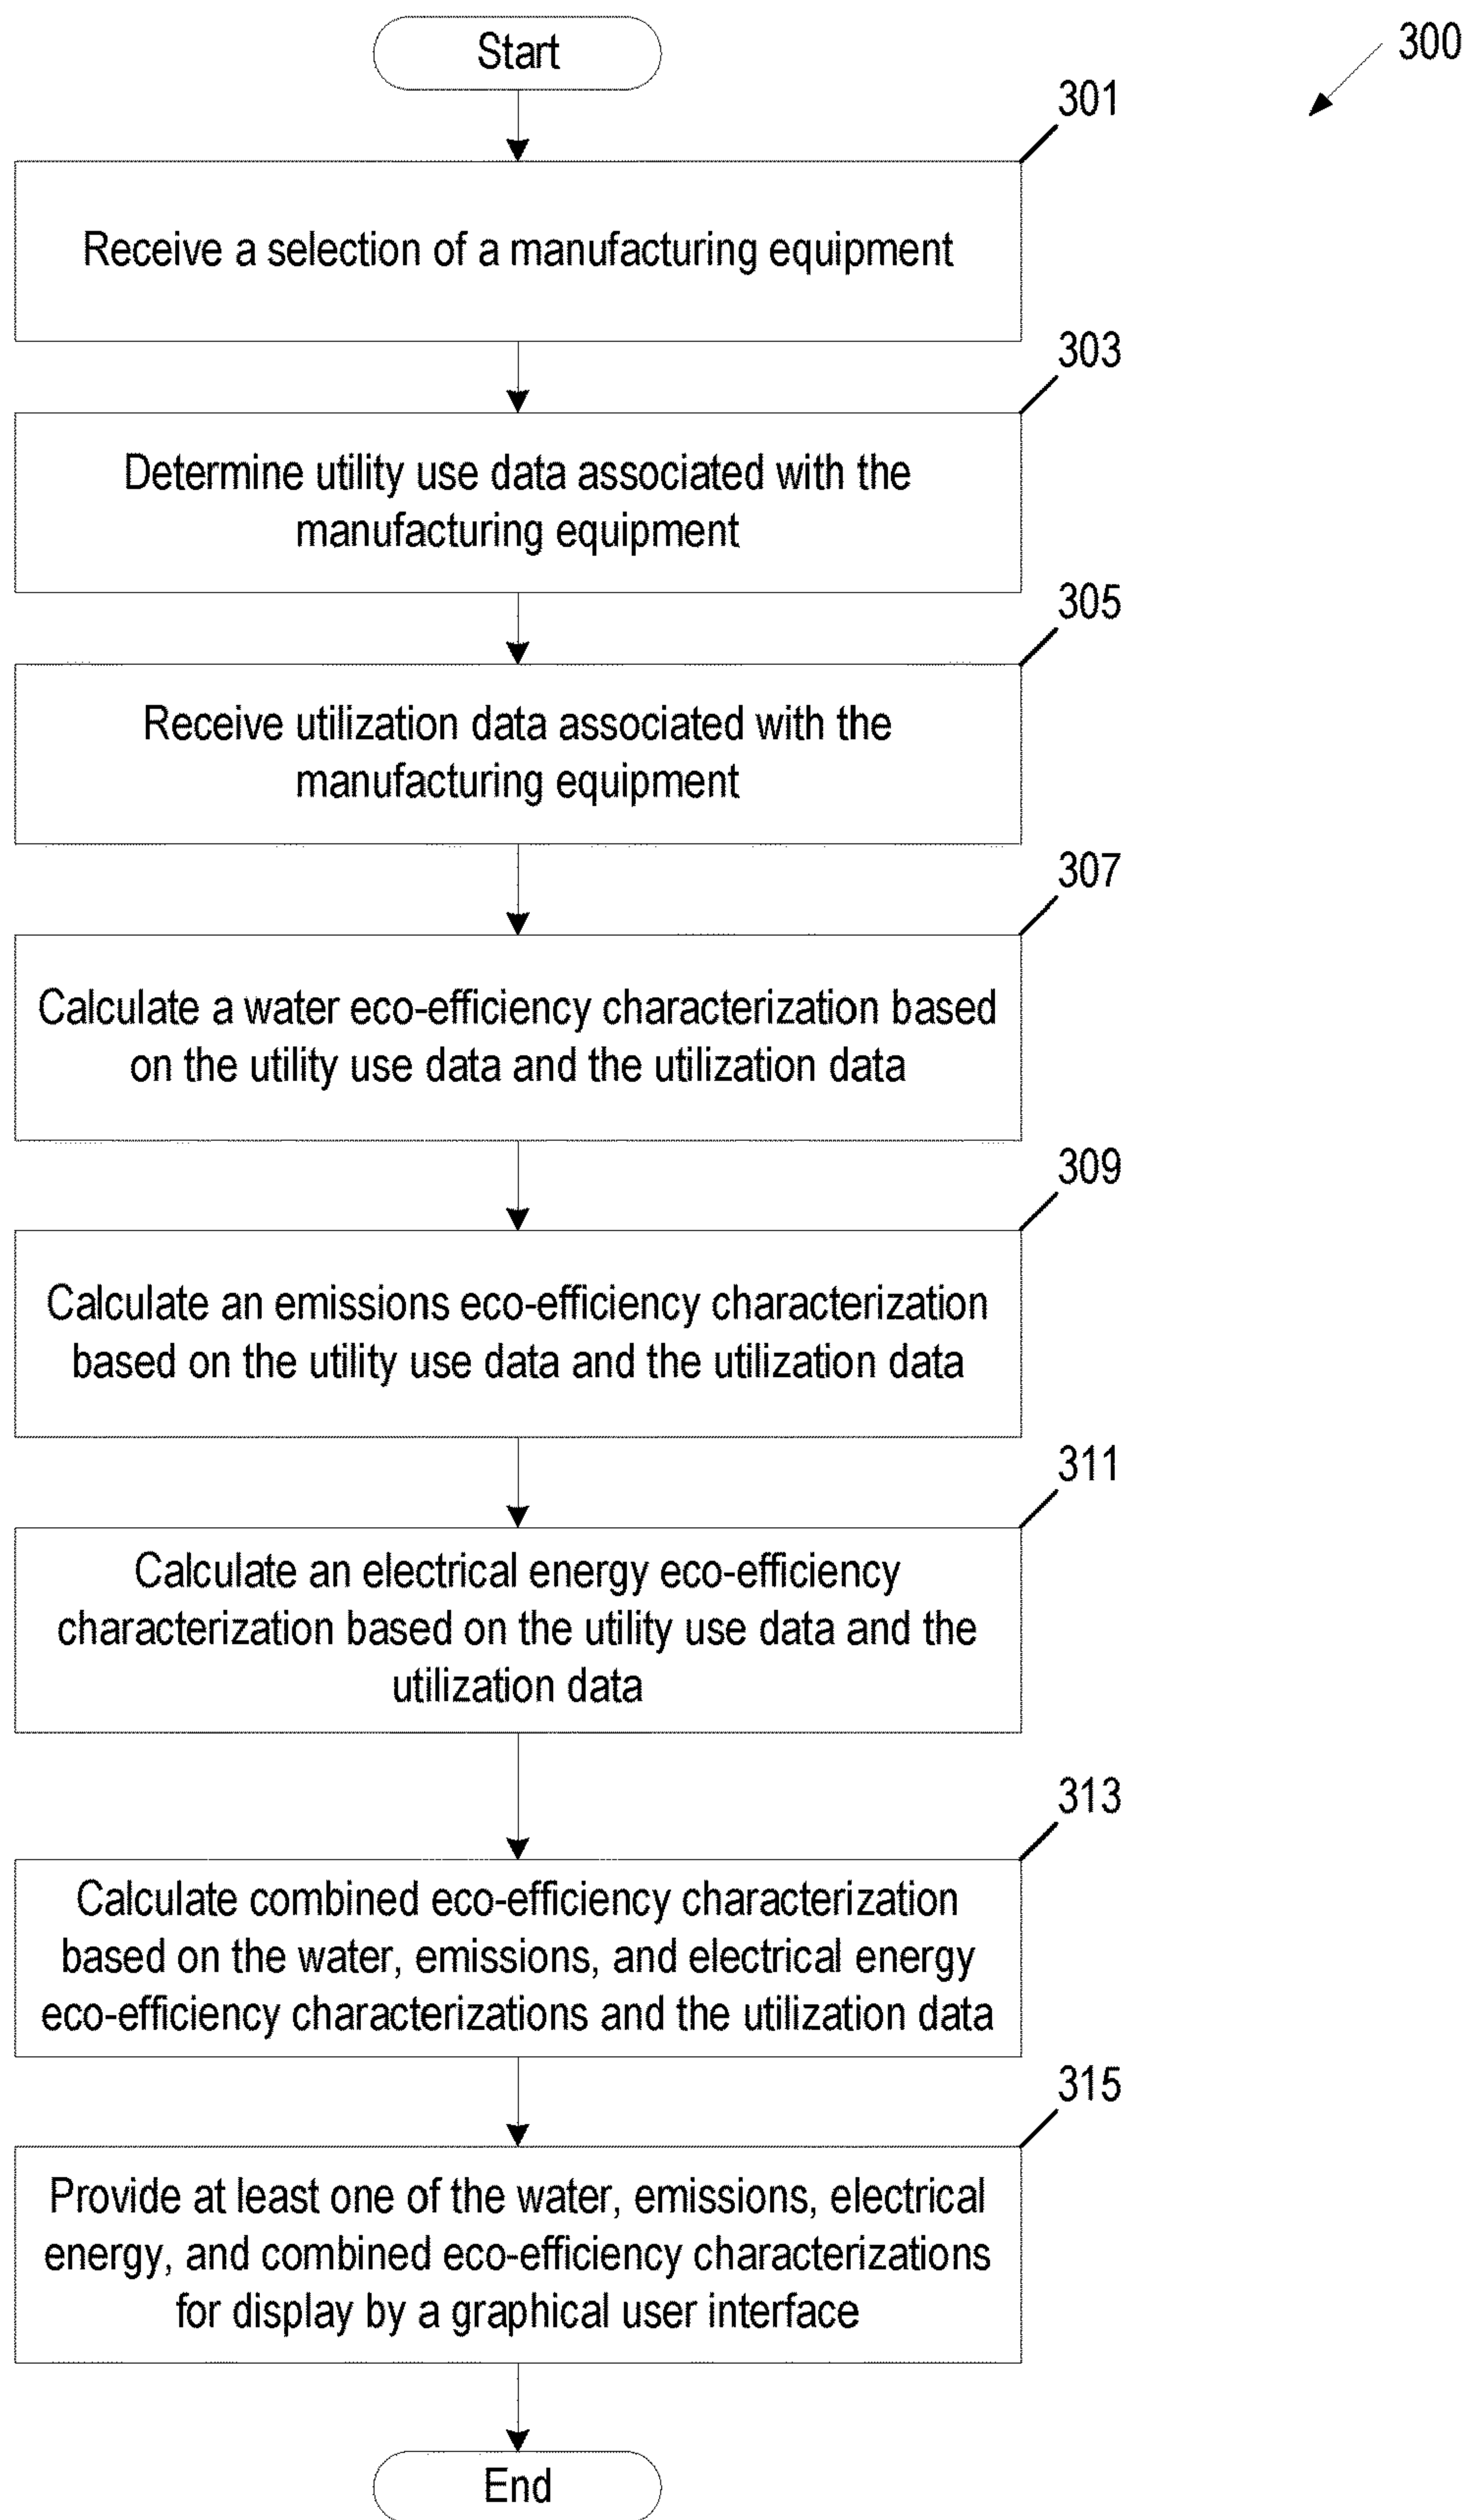 Start
300
301
Receive a selection of a manufacturing equipment
303
Determine utility use data associated with the
manufacturing equipment
305
Receive utilization data associated with the
manufacturing equipment
307
Calculate a water eco-efficiency characterization based
on the utility use data and the utilization data
309
Calculate an emissions eco-efficiency characterization
based on the utility use data and the utilization data
311
Calculate an electrical energy eco-efficiency
characterization based on the utility use data and the
utilization data
313
Calculate combined eco-efficiency characterization
based on the water, emissions, and electrical energy
eco-efficiency characterizations and the utilization data
315
Provide at least one of the water, emissions, electrical
energy, and combined eco-efficiency characterizations
for display by a graphical user interface
End